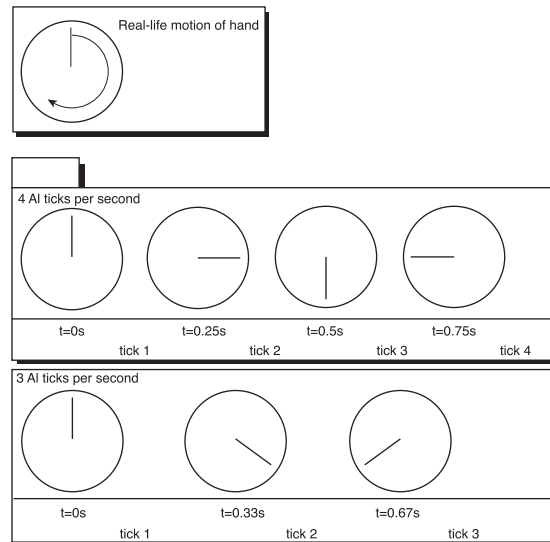 Real-life motion of hand
4 AI ticks per second
t=0s t=0.25s t=0.5s t=0.75s
tick 1 tick 2 tick 3 tick 4
3 AI ticks per second
t=0s t=0.33s t=0.67s
tick 1 tick 2 tick 3